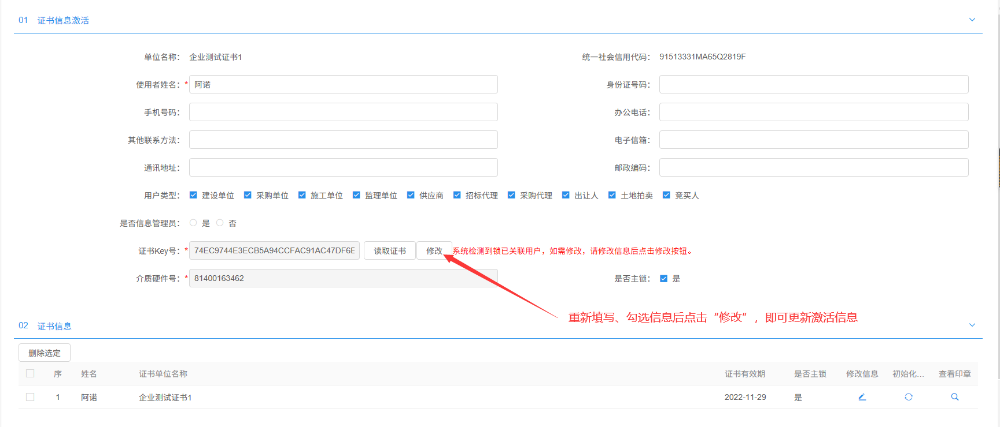 01 证书信息激活
单位名称： 企业测试证书1 统一社会信用代码： 91513331MA65Q2819F
使用者姓名：* 阿诺 身份证号码：
手机号码： 办公电话：
其他联系方法： 电子信箱：
通讯地址： 邮政编码：
用户类型： 建设单位 采购单位 施工单位 监理单位 供应商 招标代理 采购代理 出让人 土地拍卖 竞买人
是否信息管理员： 是 否
证书Key号：* 74EC9744E3ECB5A94CCFAC91AC47DF6E 读取证书 修改 系统检测到锁已关联用户，如需修改，请修改信息后点击修改按钮。
介质硬件号：* 81400163462 是否主锁： 是
重新填写、勾选信息后点击“修改”，即可更新激活信息
02 证书信息
删除选定
序 姓名 证书单位名称 证书有效期 是否主锁 修改信息 初始化... 查看印章
1 阿诺 企业测试证书1 2022-11-29 是